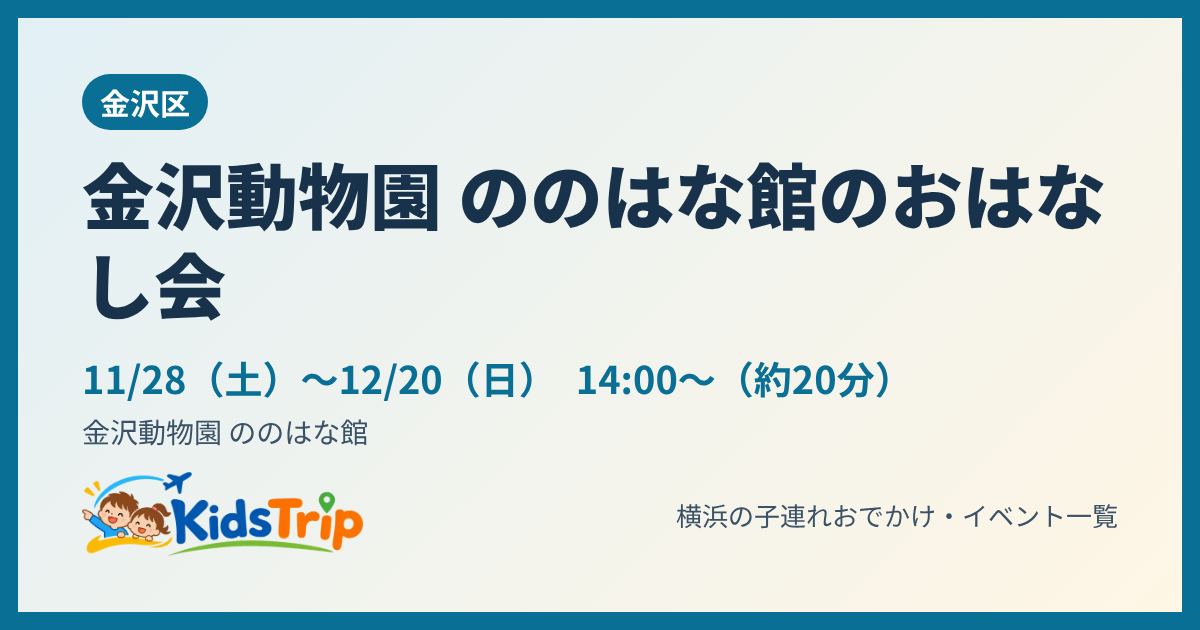 金沢区
金沢動物園 ののはな館のおはな
し会
11/28（土）～12/20（日） 14:00～（約20分）
金沢動物園 ののはな館
KidsTrip
横浜の子連れおでかけ・イベント一覧